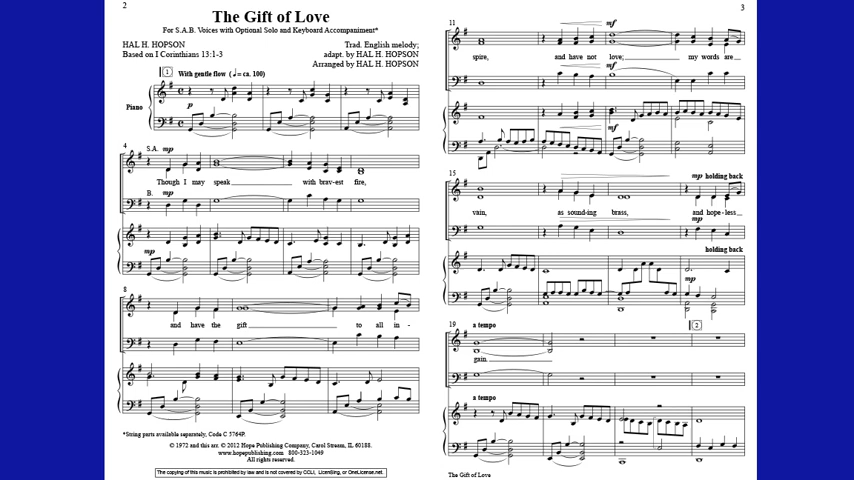 2
The Gift of Love
For S.A.B. Voices with Optional Solo and Keyboard Accompaniment*
HAL H. HOPSON
Based on I Corinthians 13:1-3
Trad. English melody;
adapt. by HAL H. HOPSON
Arranged by HAL H. HOPSON
1
With gentle flow (♩= ca. 100)
Piano
p
4
S.A.
mp
Though I may speak with brav-est fire,
B.
mp
mp
8
and have the gift to all in -
*String parts available separately, Code C 5764P.
© 1972 and this arr. © 2012 Hope Publishing Company, Carol Stream, IL 60188.
www.hopepublishing.com 800-323-1049
All rights reserved.
The copying of this music is prohibited by law and is not covered by CCLI, LicenSing, or OneLicense.net.
3
11
mf
spire, and have not my words are
mf
mf
15
mp holding back
vain, as sound-ing brass, and hope-less
mp
holding back
19
a tempo
2
gain.
a tempo
The Gift of Love